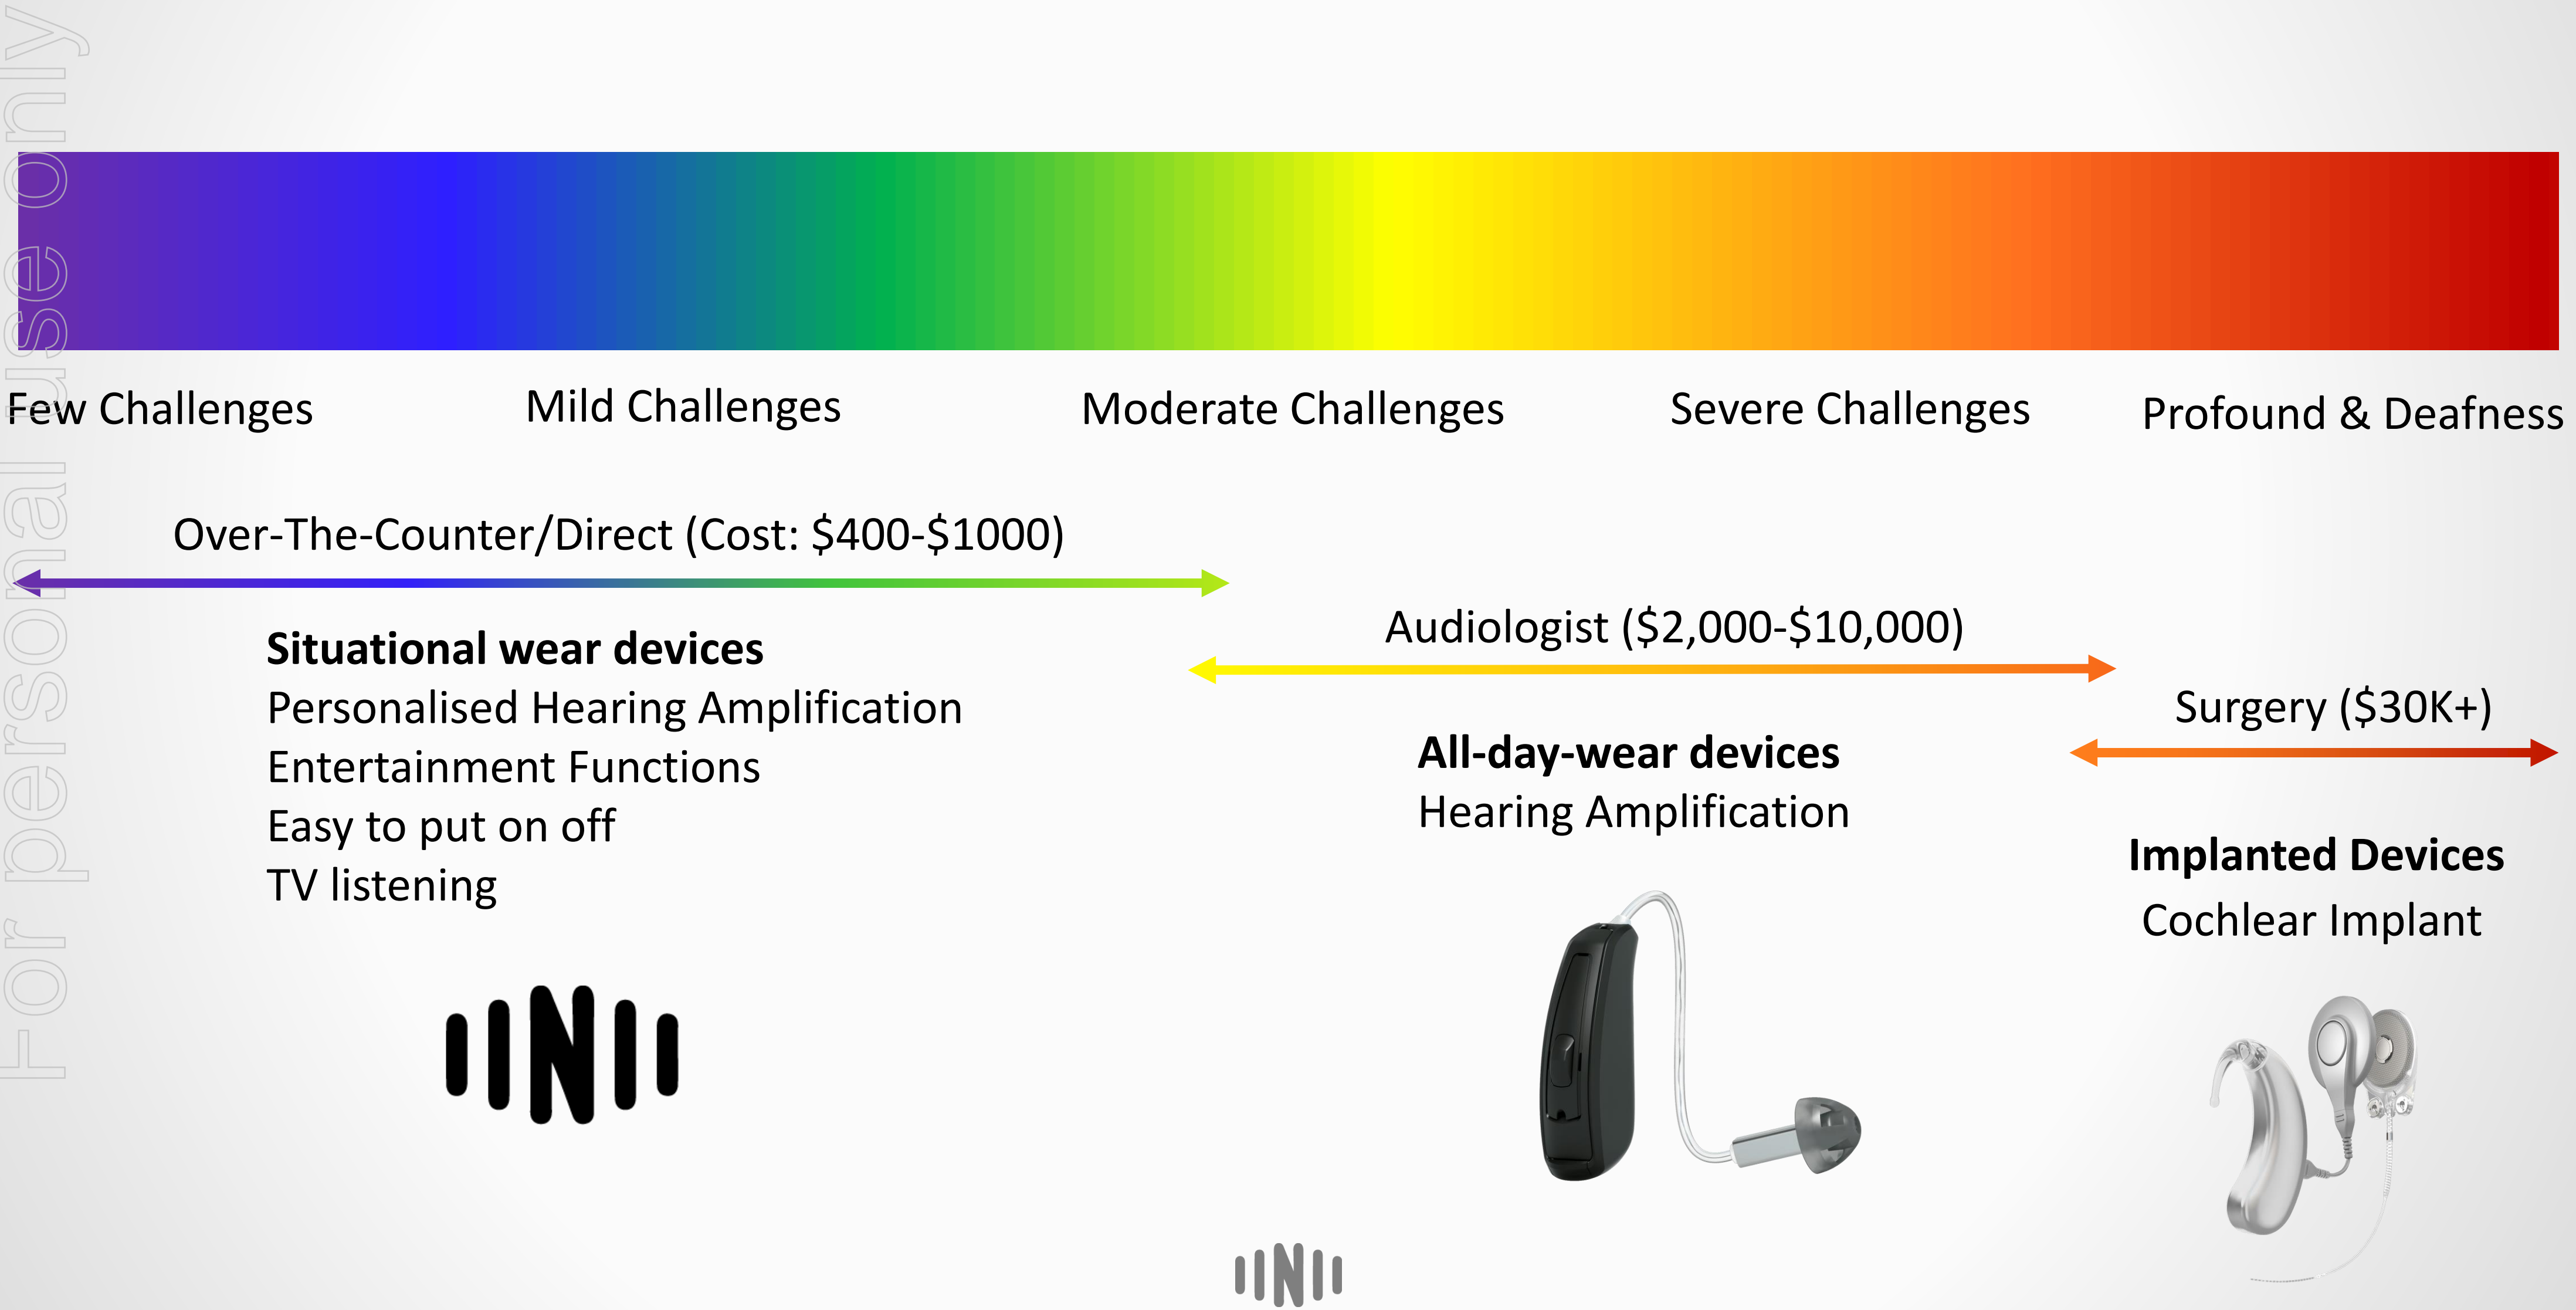 For personal use only
Few Challenges
Mild Challenges
Moderate Challenges
Severe Challenges
Profound & Deafness
Over-The-Counter/Direct (Cost: $400-$1000)
Situational wear devices
Personalised Hearing Amplification
Entertainment Functions
Easy to put on off
TV listening
N
Audiologist ($2,000-$10,000)
All-day-wear devices
Hearing Amplification
Surgery ($30K+)
Implanted Devices
Cochlear Implant
N